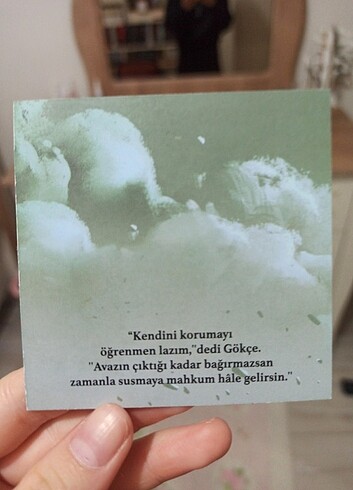 “Kendini korumayı
öğrenmen lazım,"dedi Gökçe.
"Avazın çıktığı kadar bağırmazsan
zamanla susmaya mahkum hâle gelirsin."